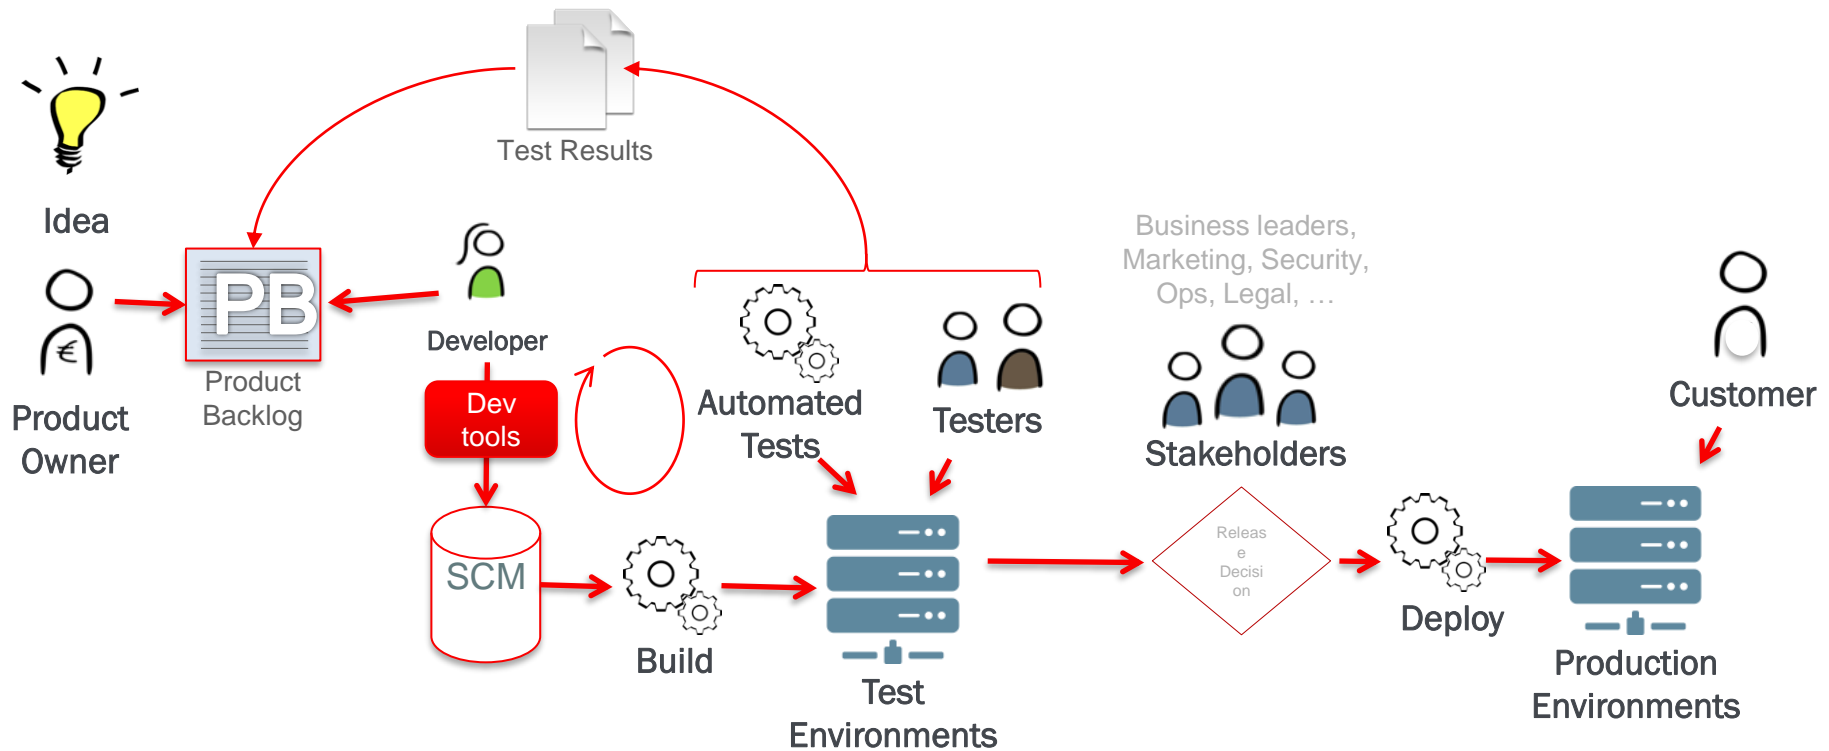 Test Results
Idea
PB
Product
Backlog
€
Product
Owner
Developer
Dev
tools
SCM
Build
Automated
Tests
Testers
Test
Environments
Business leaders,
Marketing, Security,
Ops, Legal, …
Stakeholders
Releas
e
Decisi
on
Deploy
Customer
Production
Environments